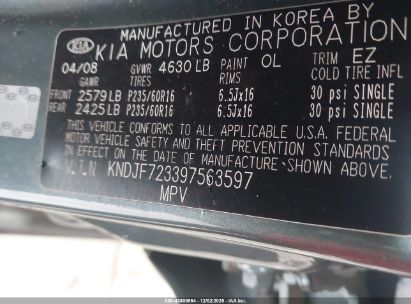 MANUFACTURED IN KOREA BY
KIA KIA MOTORS CORPORATION
04/08 GVWR 4630 LB PAINT OL TRIM EZ
GAWR TIRES RIMS COLD TIRE INFL
FRONT 2579 LB P235/60R16 6.5Jx16 30 psi SINGLE
REAR 2425 LB P235/60R16 6.5Jx16 30 psi SINGLE
THIS VEHICLE CONFORMS TO ALL APPLICABLE U.S.A. FEDERAL
MOTOR VEHICLE SAFETY AND THEFT PREVENTION STANDARDS
IN EFFECT ON THE DATE OF MANUFACTURE SHOWN ABOVE.
V.I.N KNDJF723397563597
MPV